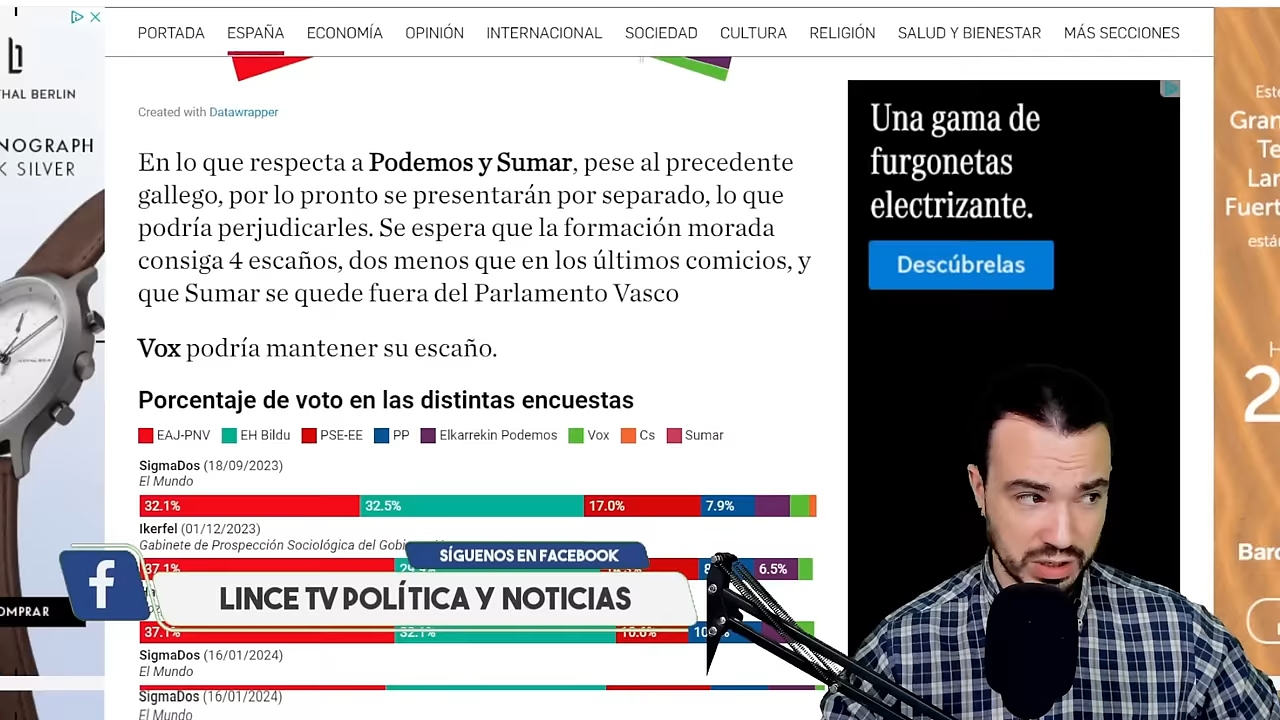 PORTADA ESPAÑA ECONOMÍA OPINIÓN INTERNACIONAL SOCIEDAD CULTURA RELIGIÓN SALUD Y BIENESTAR MÁS SECCIONES
Created with Datawrapper
En lo que respecta a Podemos y Sumar, pese al precedente
gallego, por lo pronto se presentarán por separado, lo que
podría perjudicarles. Se espera que la formación morada
consiga 4 escaños, dos menos que en los últimos comicios, y
que Sumar se quede fuera del Parlamento Vasco
Vox podría mantener su escaño.
Porcentaje de voto en las distintas encuestas
EAJ-PNV EH Bildu PSE-EE PP Elkarrekin Podemos Vox Cs Sumar
SigmaDos (18/09/2023)
El Mundo
32.1% 32.5% 17.0% 7.9%
Ikerfel (01/12/2023)
Gabinete de Prospección Sociológica del
37.1% 6.5%
37.1% 32.1%
SigmaDos (16/01/2024)
El Mundo
SigmaDos (16/01/2024)
El Mundo
SÍGUENOS EN FACEBOOK
f
LINCE TV POLÍTICA Y NOTICIAS
Una gama de
furgonetas
electrizante.
Descúbrelas
BERLIN
SILVER